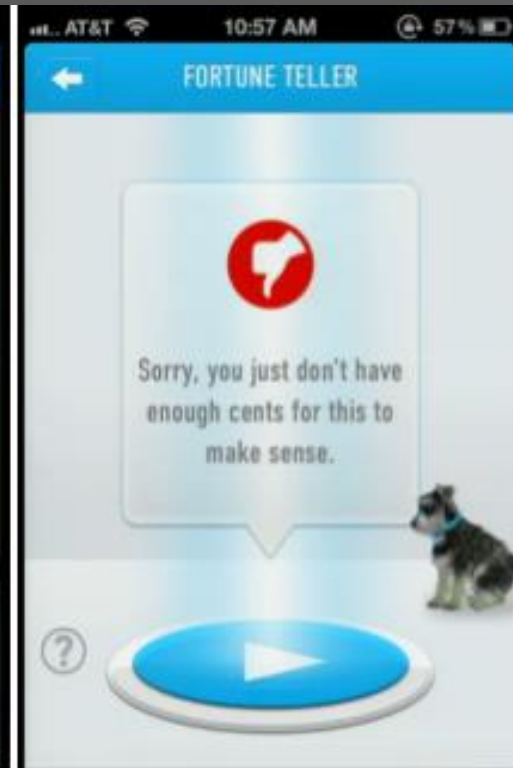 AT&T 10:57 AM 57%
FORTUNE TELLER
Sorry, you just don't have
enough cents for this to
make sense.
?